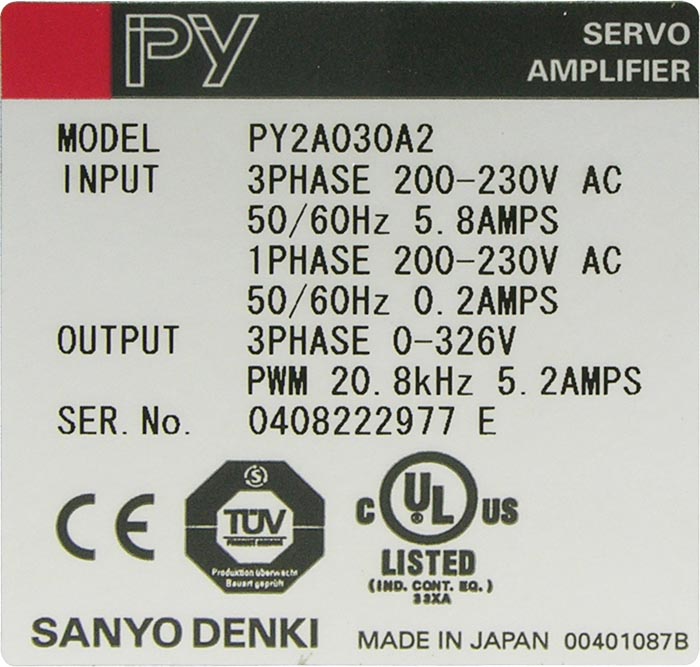 PY
SERVO
AMPLIFIER
MODEL PY2A030A2
INPUT 3PHASE 200-230V AC
50/60Hz 5.8AMPS
1PHASE 200-230V AC
50/60Hz 0.2AMPS
OUTPUT 3PHASE 0-326V
PWM 20.8kHz 5.2AMPS
SER.No. 0408222977 E
CE
S
TÜV
PRODUCT SERVICE
Produktion überwacht
Bauart geprüft
C UL US
LISTED
(IND. CONT. EQ.)
33XA
SANYO DENKI MADE IN JAPAN 00401087B